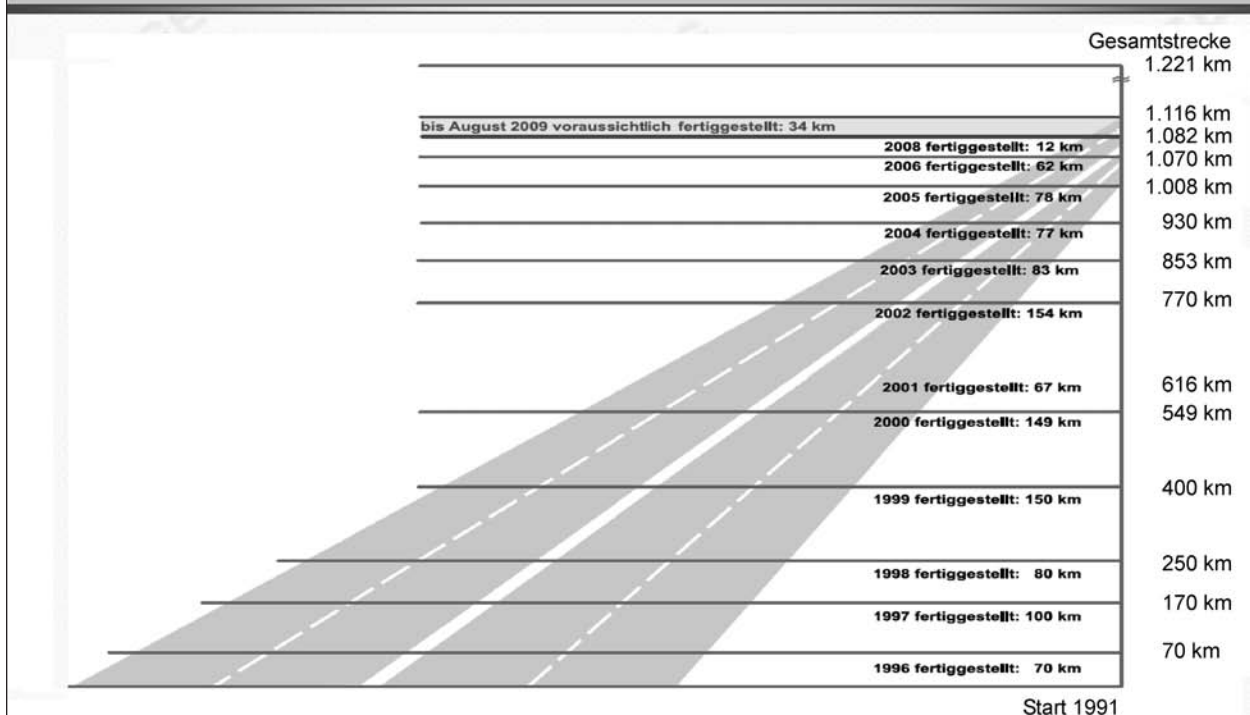 Gesamtstrecke
1.221 km
1.116 km
bis August 2009 voraussichtlich fertiggestellt: 34 km
1.082 km
2008 fertiggestellt: 12 km
1.070 km
2006 fertiggestellt: 62 km
1.008 km
2005 fertiggestellt: 78 km
930 km
2004 fertiggestellt: 77 km
853 km
2003 fertiggestellt: 83 km
770 km
2002 fertiggestellt: 154 km
616 km
2001 fertiggestellt: 67 km
549 km
2000 fertiggestellt: 149 km
400 km
1999 fertiggestellt: 150 km
250 km
1998 fertiggestellt: 80 km
170 km
1997 fertiggestellt: 100 km
70 km
1996 fertiggestellt: 70 km
Start 1991